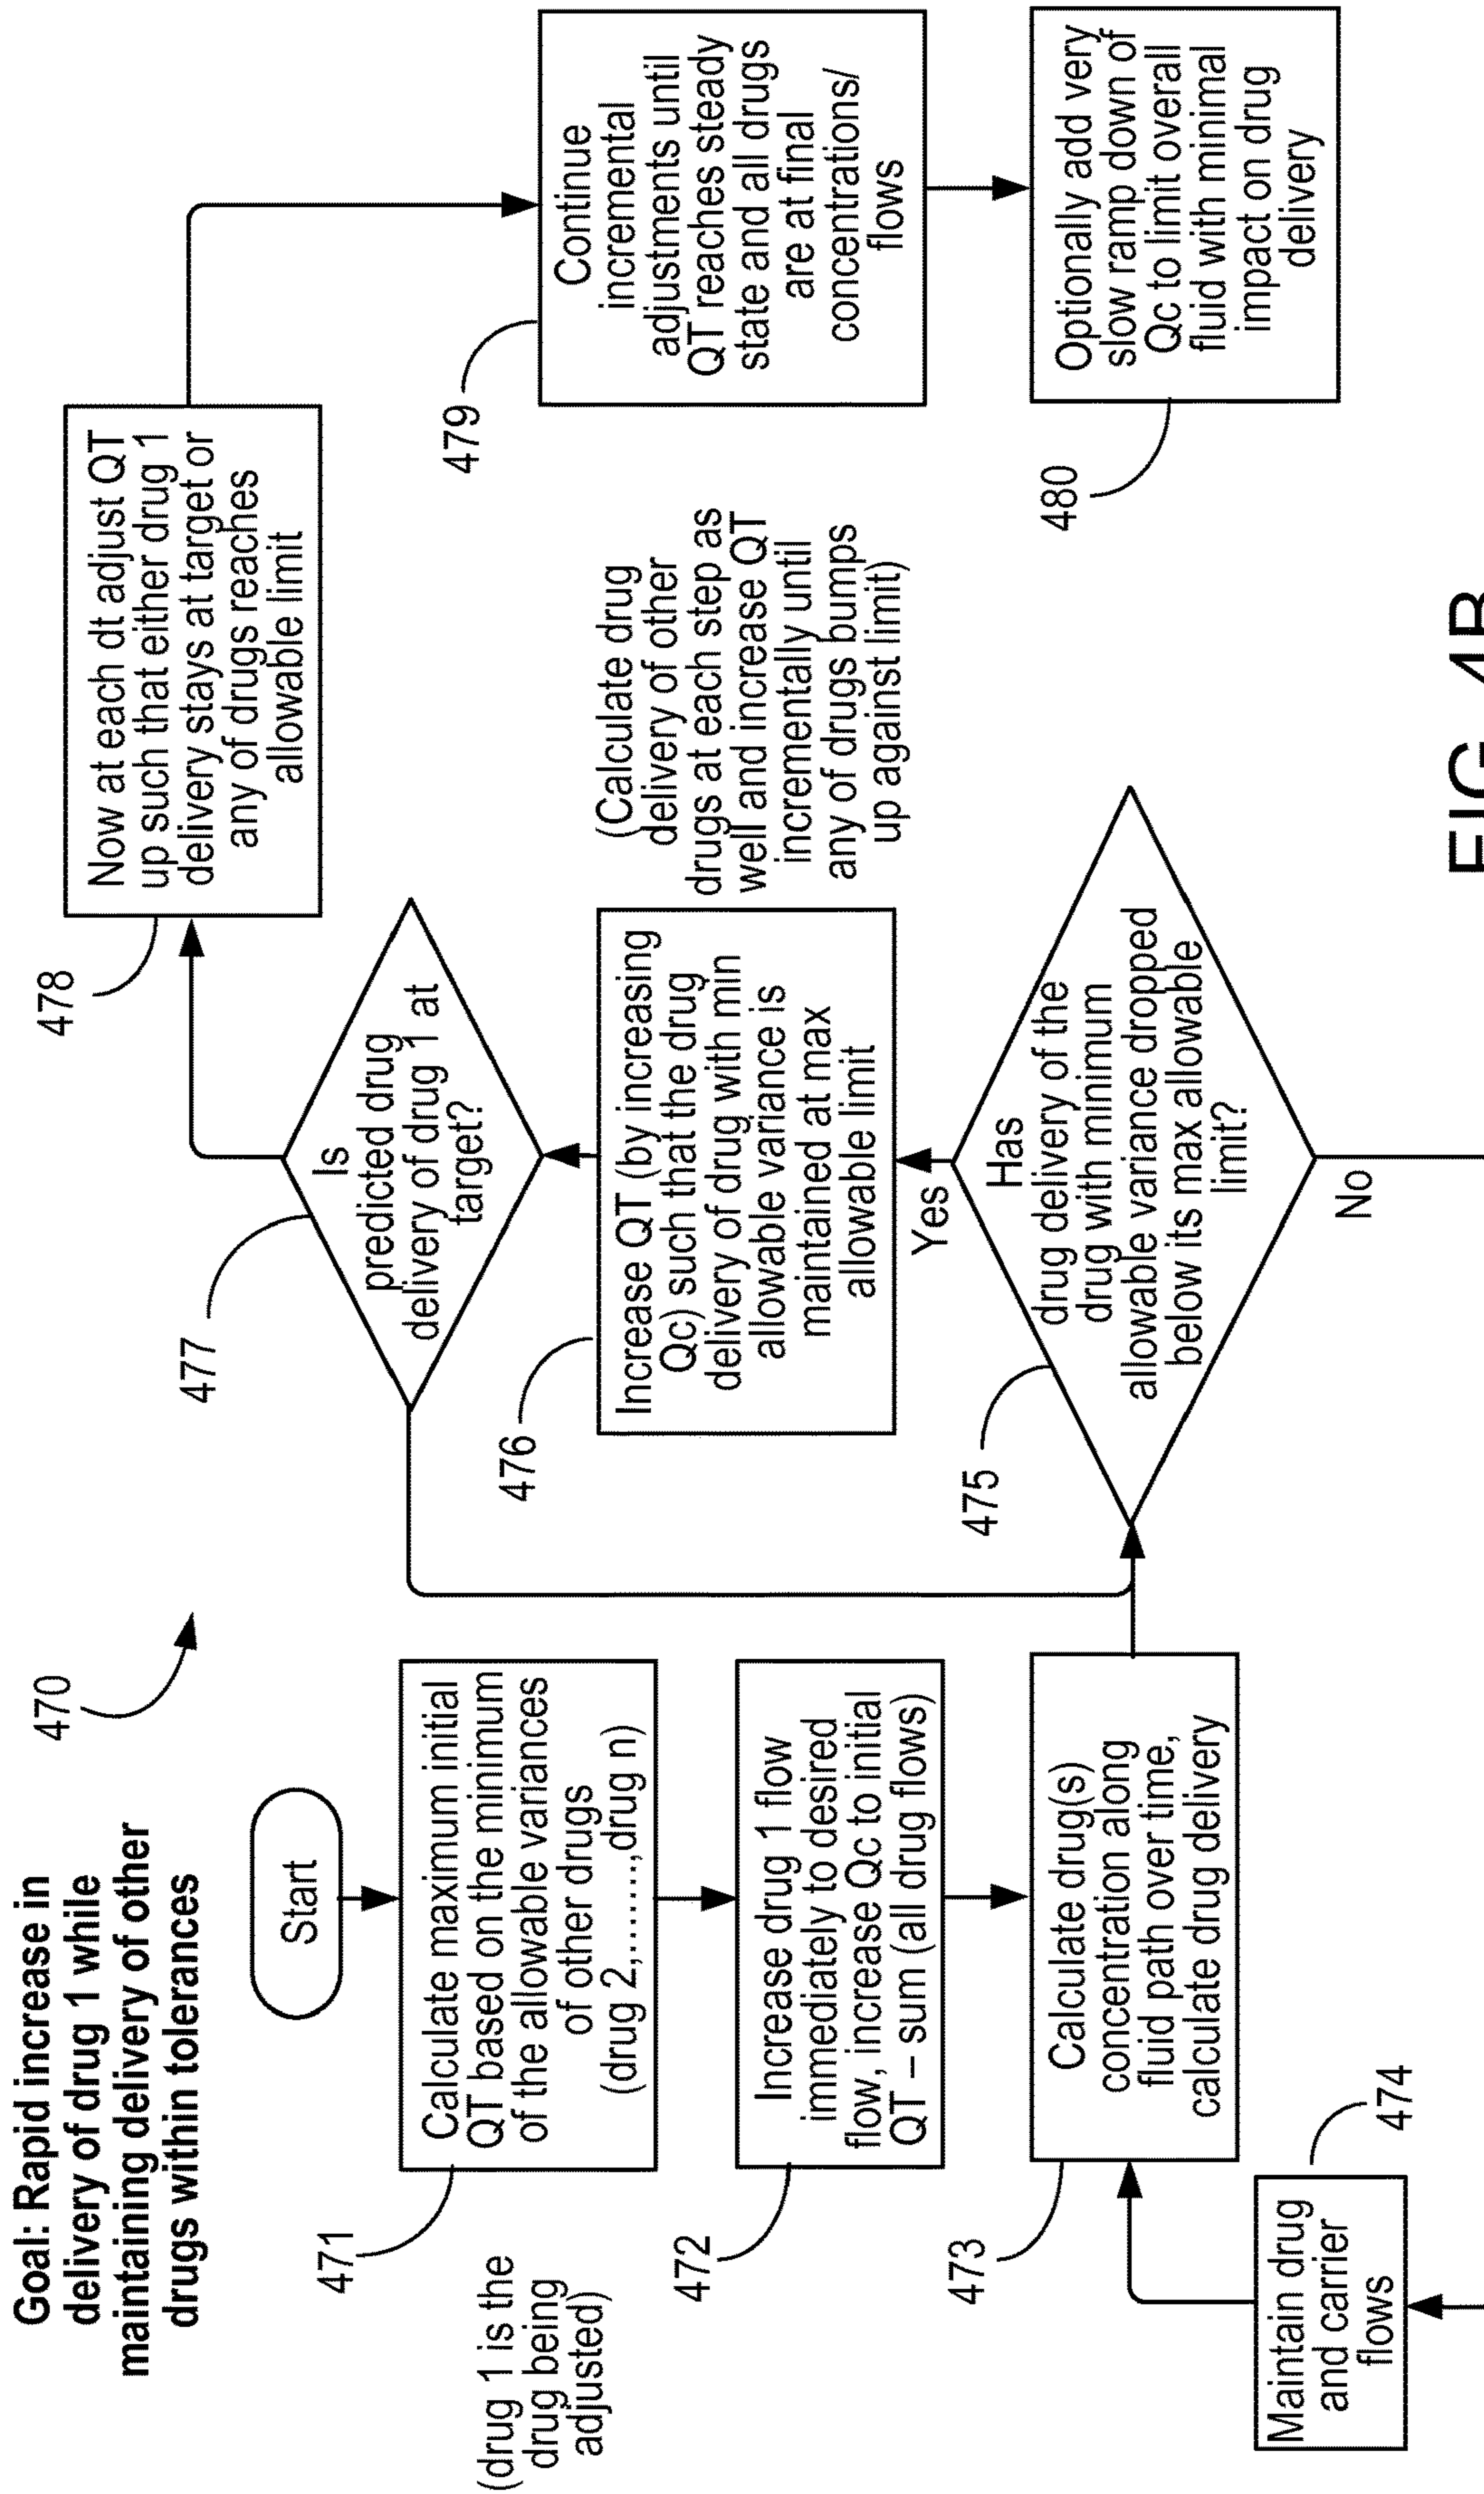 Goal: Rapid increase in
delivery of drug 1 while
maintaining delivery of other
drugs within tolerances
470
Start
(drug 1 is the
drug being
adjusted)
471
Calculate maximum initial
QT based on the minimum
of the allowable variances
of other drugs
(drug 2,.......,drug n)
472
Increase drug 1 flow
immediately to desired
flow, increase Qc to initial
QT – sum (all drug flows)
473
Calculate drug(s)
concentration along
fluid path over time,
calculate drug delivery
474
Maintain drug
and carrier
flows
475
Has
drug delivery of the
drug with minimum
allowable variance dropped
below its max allowable
limit?
Yes
No
476
Increase QT (by increasing
Qc) such that the drug
delivery of drug with min
allowable variance is
maintained at max
allowable limit
(Calculate drug
delivery of other
drugs at each step as
well and increase QT
incrementally until
any of drugs bumps
up against limit)
477
Is
predicted drug
delivery of drug 1 at
target?
478
Now at each dt adjust QT
up such that either drug 1
delivery stays at target or
any of drugs reaches
allowable limit
479
Continue
incremental
adjustments until
QT reaches steady
state and all drugs
are at final
concentrations/
flows
480
Optionally add very
slow ramp down of
Qc to limit overall
fluid with minimal
impact on drug
delivery
FIG. 4B